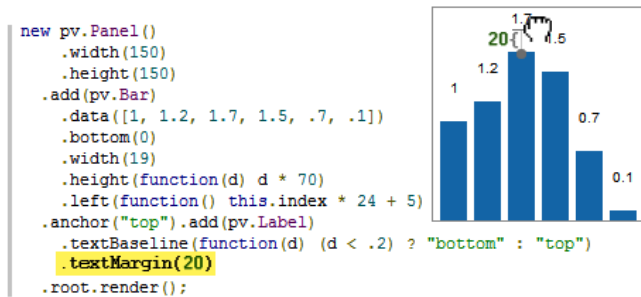 new pv.Panel()
.width(150)
.height(150)
.add(pv.Bar)
.data([1, 1.2, 1.7, 1.5, .7, .1])
.bottom(0)
.width(19)
.height(function(d) d * 70)
.left(function() this.index * 24 + 5)
.anchor("top").add(pv.Label)
.textBaseline(function(d) (d < .2) ? "bottom" : "top")
.textMargin(20)
.root.render();
1.7
20{
1.5
1.2
1
0.7
0.1